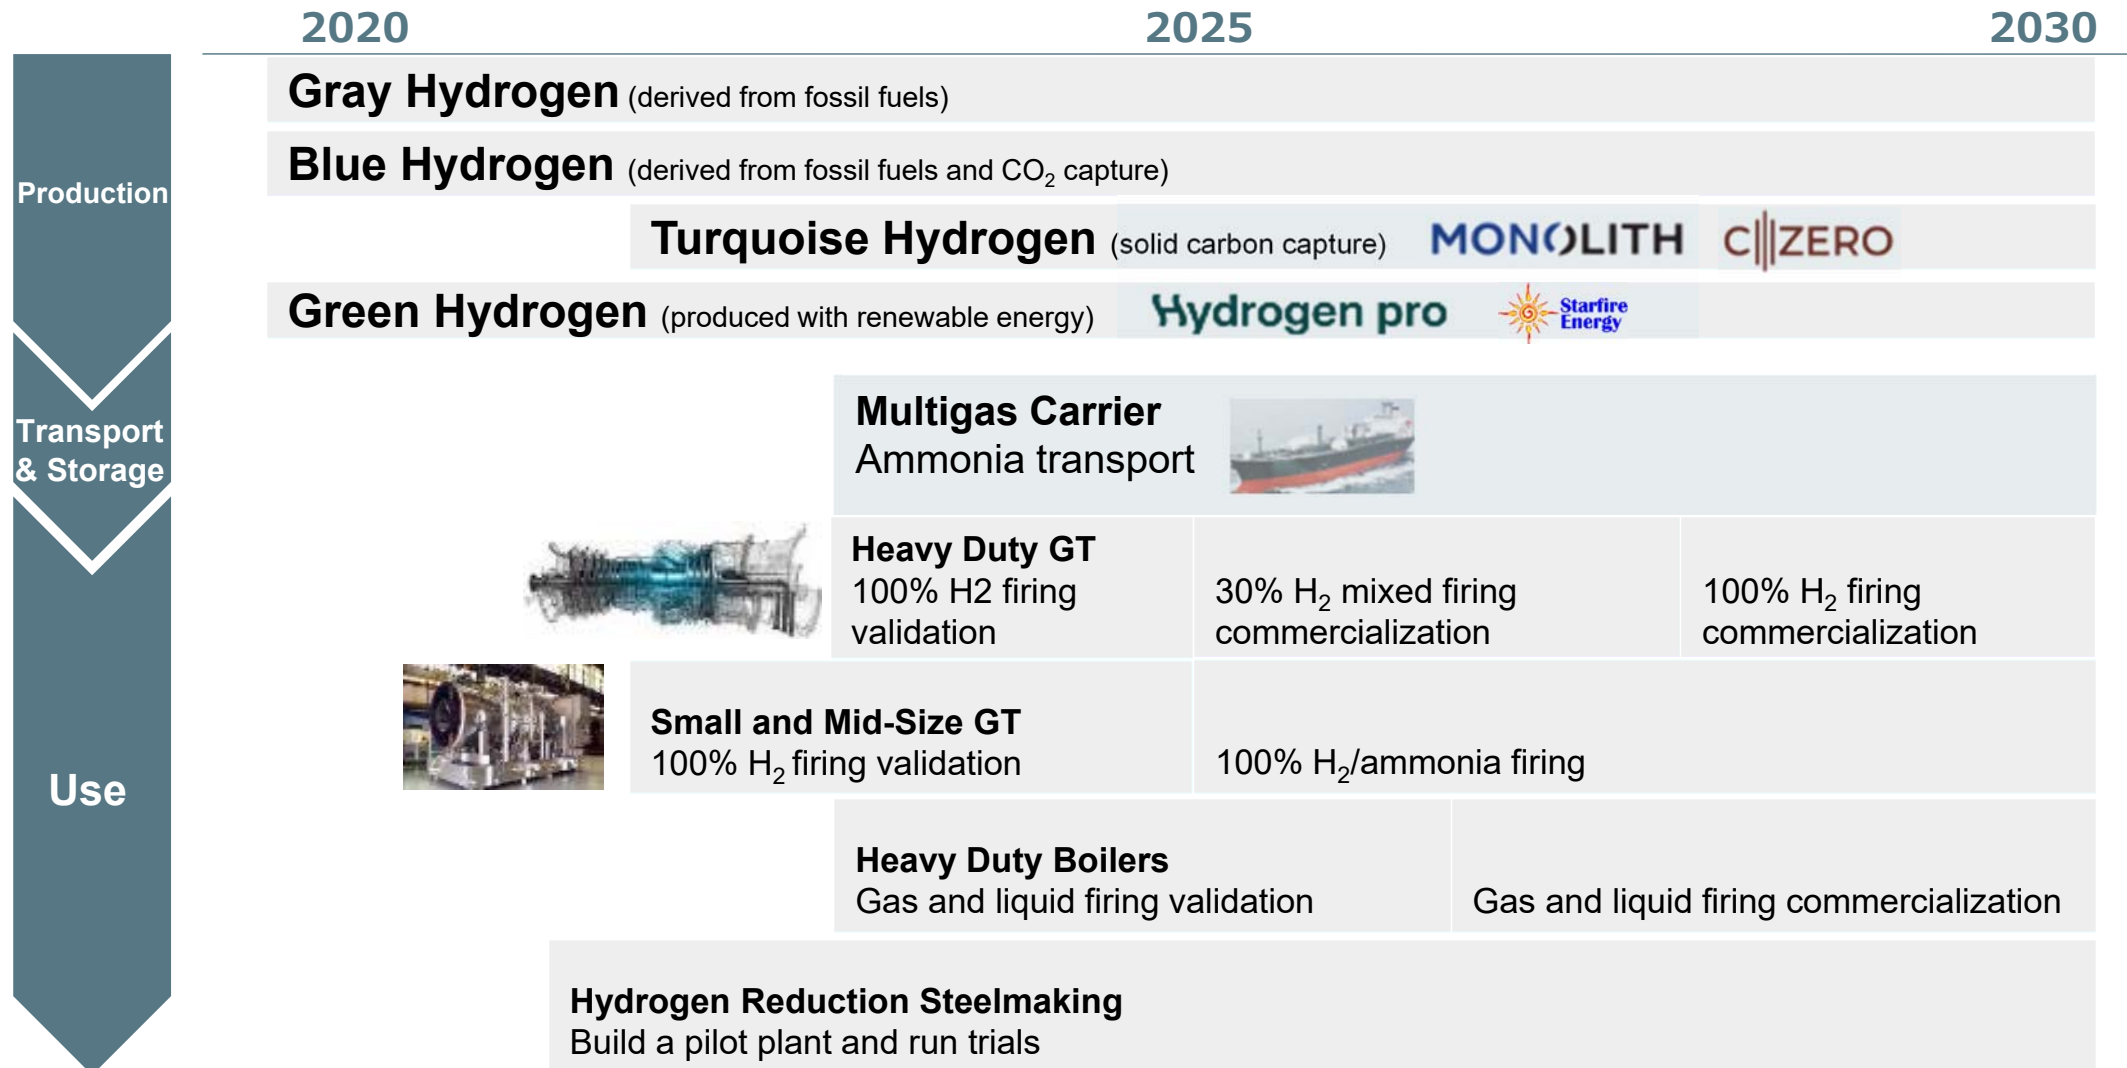 2020 2025 2030
Production
Gray Hydrogen (derived from fossil fuels)
Blue Hydrogen (derived from fossil fuels and CO₂ capture)
Turquoise Hydrogen (solid carbon capture) MONOLITH C|||ZERO
Green Hydrogen (produced with renewable energy) Hydrogen pro Starfire
Energy
Transport
& Storage
Multigas Carrier
Ammonia transport
Use
Heavy Duty GT
100% H2 firing
validation
30% H₂ mixed firing
commercialization
100% H₂ firing
commercialization
Small and Mid-Size GT
100% H₂ firing validation
100% H₂/ammonia firing
Heavy Duty Boilers
Gas and liquid firing validation
Gas and liquid firing commercialization
Hydrogen Reduction Steelmaking
Build a pilot plant and run trials